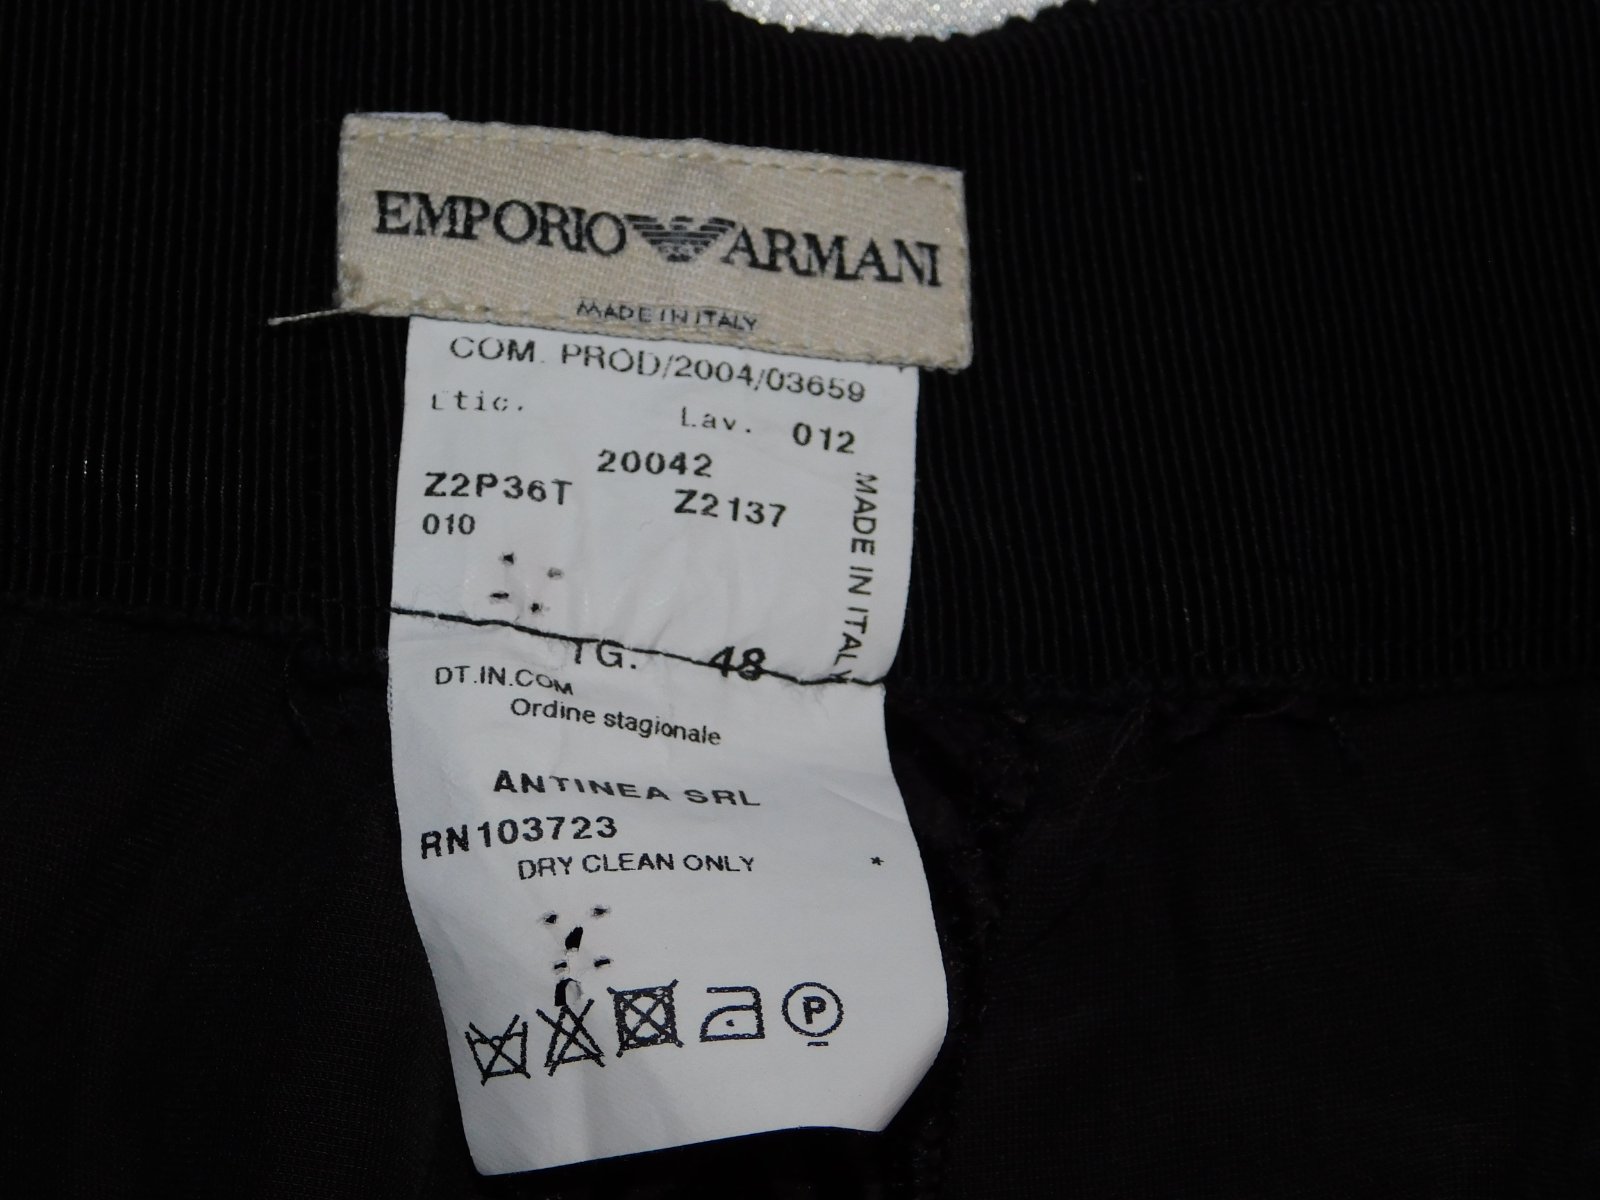 EMPORIO ARMANI
MADE IN ITALY
COM. PROD/2004/03659
Etic. Lav. 012
20042
Z2P36T Z2137
010
MADE IN ITALY
TG. 48
DT.IN.COM
Ordine stagionale
ANTINEA SRL
RN103723
DRY CLEAN ONLY *
P